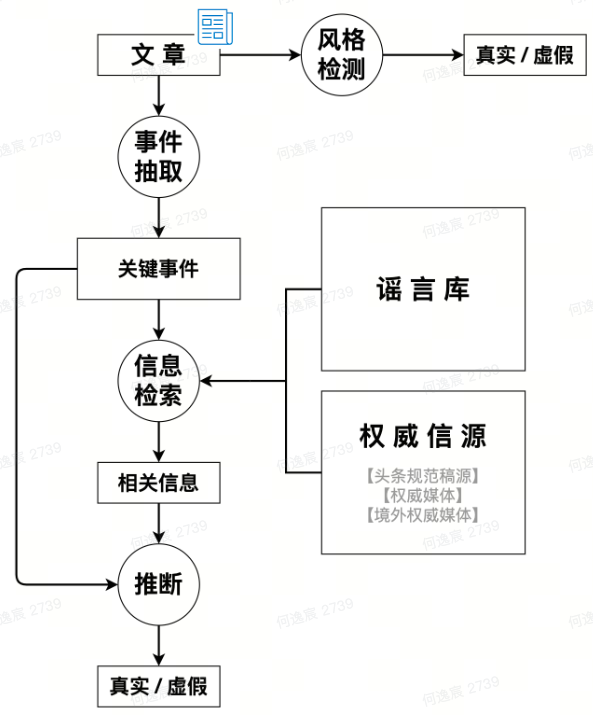 文 章
风格
检测
真实 / 虚假
事件
抽取
关键事件
谣 言 库
信息
检索
权 威 信 源
【头条规范稿源】
【权威媒体】
【境外权威媒体】
相关信息
推断
真实 / 虚假
何逸宸 2739